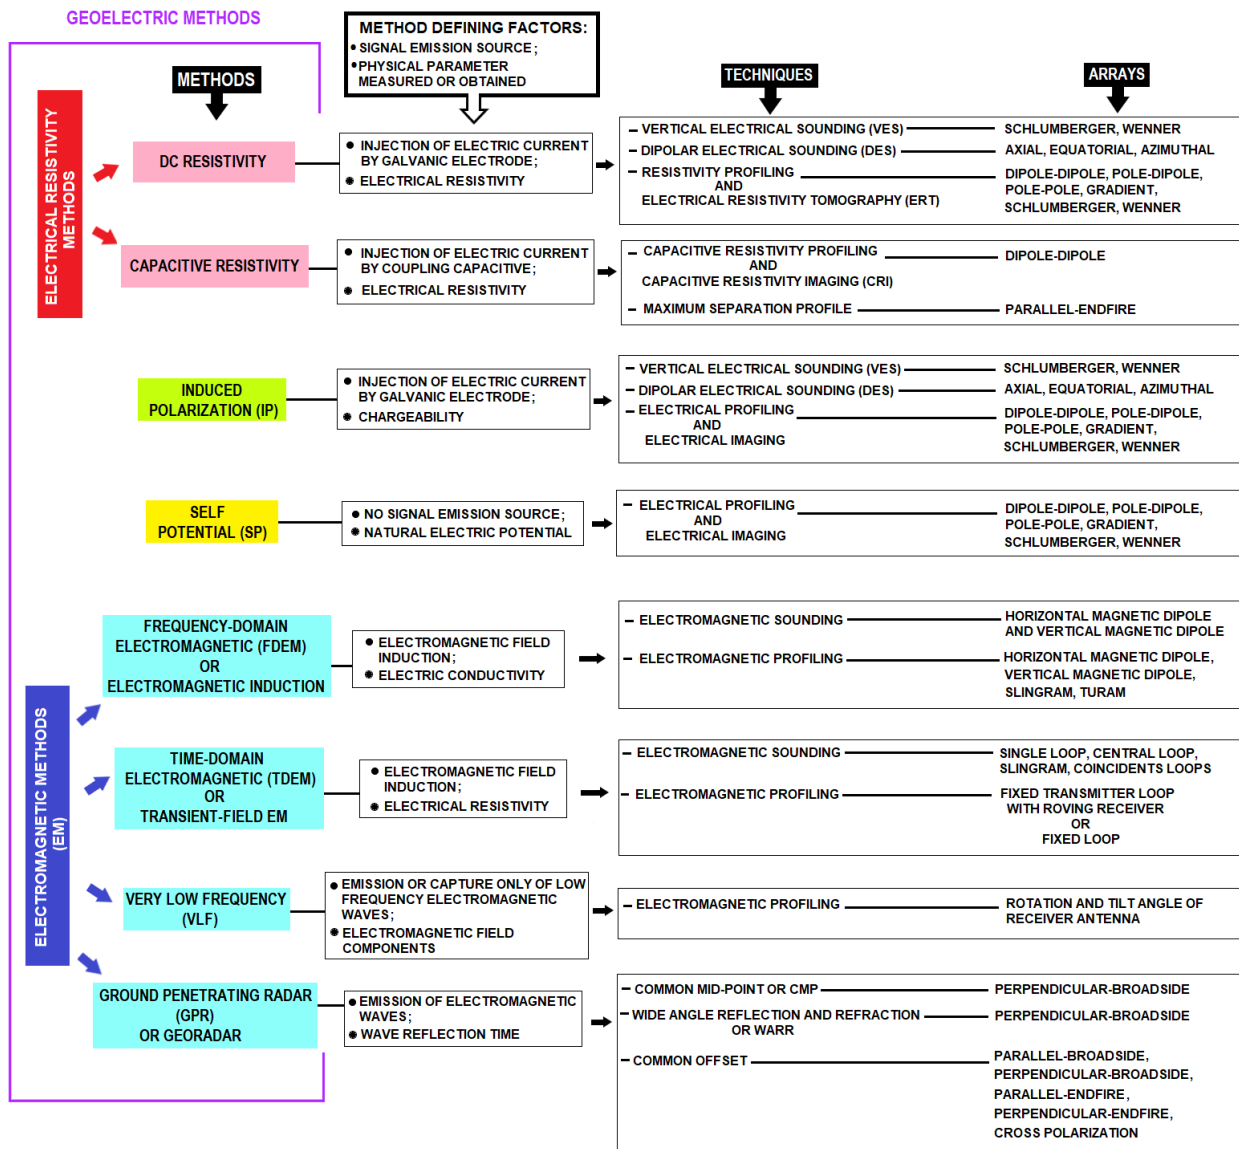 GEOELECTRIC METHODS
METHOD DEFINING FACTORS:
• SIGNAL EMISSION SOURCE;
• PHYSICAL PARAMETER
MEASURED OR OBTAINED
METHODS
TECHNIQUES
ARRAYS
ELECTRICAL RESISTIVITY
METHODS
DC RESISTIVITY
● INJECTION OF ELECTRIC CURRENT
BY GALVANIC ELECTRODE;
● ELECTRICAL RESISTIVITY
– VERTICAL ELECTRICAL SOUNDING (VES)
SCHLUMBERGER, WENNER
– DIPOLAR ELECTRICAL SOUNDING (DES)
AXIAL, EQUATORIAL, AZIMUTHAL
– RESISTIVITY PROFILING
AND
ELECTRICAL RESISTIVITY TOMOGRAPHY (ERT)
DIPOLE-DIPOLE, POLE-DIPOLE,
POLE-POLE, GRADIENT,
SCHLUMBERGER, WENNER
CAPACITIVE RESISTIVITY
● INJECTION OF ELECTRIC CURRENT
BY COUPLING CAPACITIVE;
● ELECTRICAL RESISTIVITY
– CAPACITIVE RESISTIVITY PROFILING
AND
CAPACITIVE RESISTIVITY IMAGING (CRI)
DIPOLE-DIPOLE
– MAXIMUM SEPARATION PROFILE
PARALLEL-ENDFIRE
INDUCED
POLARIZATION (IP)
● INJECTION OF ELECTRIC CURRENT
BY GALVANIC ELECTRODE;
● CHARGEABILITY
– VERTICAL ELECTRICAL SOUNDING (VES)
SCHLUMBERGER, WENNER
– DIPOLAR ELECTRICAL SOUNDING (DES)
AXIAL, EQUATORIAL, AZIMUTHAL
– ELECTRICAL PROFILING
AND
ELECTRICAL IMAGING
DIPOLE-DIPOLE, POLE-DIPOLE,
POLE-POLE, GRADIENT,
SCHLUMBERGER, WENNER
SELF
POTENTIAL (SP)
● NO SIGNAL EMISSION SOURCE;
● NATURAL ELECTRIC POTENTIAL
– ELECTRICAL PROFILING
AND
ELECTRICAL IMAGING
DIPOLE-DIPOLE, POLE-DIPOLE,
POLE-POLE, GRADIENT,
SCHLUMBERGER, WENNER
ELECTROMAGNETIC METHODS
(EM)
FREQUENCY-DOMAIN
ELECTROMAGNETIC (FDEM)
OR
ELECTROMAGNETIC INDUCTION
● ELECTROMAGNETIC FIELD
INDUCTION;
● ELECTRIC CONDUCTIVITY
– ELECTROMAGNETIC SOUNDING
HORIZONTAL MAGNETIC DIPOLE
AND VERTICAL MAGNETIC DIPOLE
– ELECTROMAGNETIC PROFILING
HORIZONTAL MAGNETIC DIPOLE,
VERTICAL MAGNETIC DIPOLE,
SLINGRAM, TURAM
TIME-DOMAIN
ELECTROMAGNETIC (TDEM)
OR
TRANSIENT-FIELD EM
● ELECTROMAGNETIC FIELD
INDUCTION;
● ELECTRICAL RESISTIVITY
– ELECTROMAGNETIC SOUNDING
SINGLE LOOP, CENTRAL LOOP,
SLINGRAM, COINCIDENTS LOOPS
– ELECTROMAGNETIC PROFILING
FIXED TRANSMITTER LOOP
WITH ROVING RECEIVER
OR
FIXED LOOP
VERY LOW FREQUENCY
(VLF)
● EMISSION OR CAPTURE ONLY OF LOW
FREQUENCY ELECTROMAGNETIC
WAVES;
● ELECTROMAGNETIC FIELD
COMPONENTS
– ELECTROMAGNETIC PROFILING
ROTATION AND TILT ANGLE OF
RECEIVER ANTENNA
GROUND PENETRATING RADAR
(GPR)
OR GEORADAR
● EMISSION OF ELECTROMAGNETIC
WAVES;
● WAVE REFLECTION TIME
– COMMON MID-POINT OR CMP
PERPENDICULAR-BROADSIDE
– WIDE ANGLE REFLECTION AND REFRACTION
OR WARR
PERPENDICULAR-BROADSIDE
– COMMON OFFSET
PARALLEL-BROADSIDE,
PERPENDICULAR-BROADSIDE,
PARALLEL-ENDFIRE,
PERPENDICULAR-ENDFIRE,
CROSS POLARIZATION